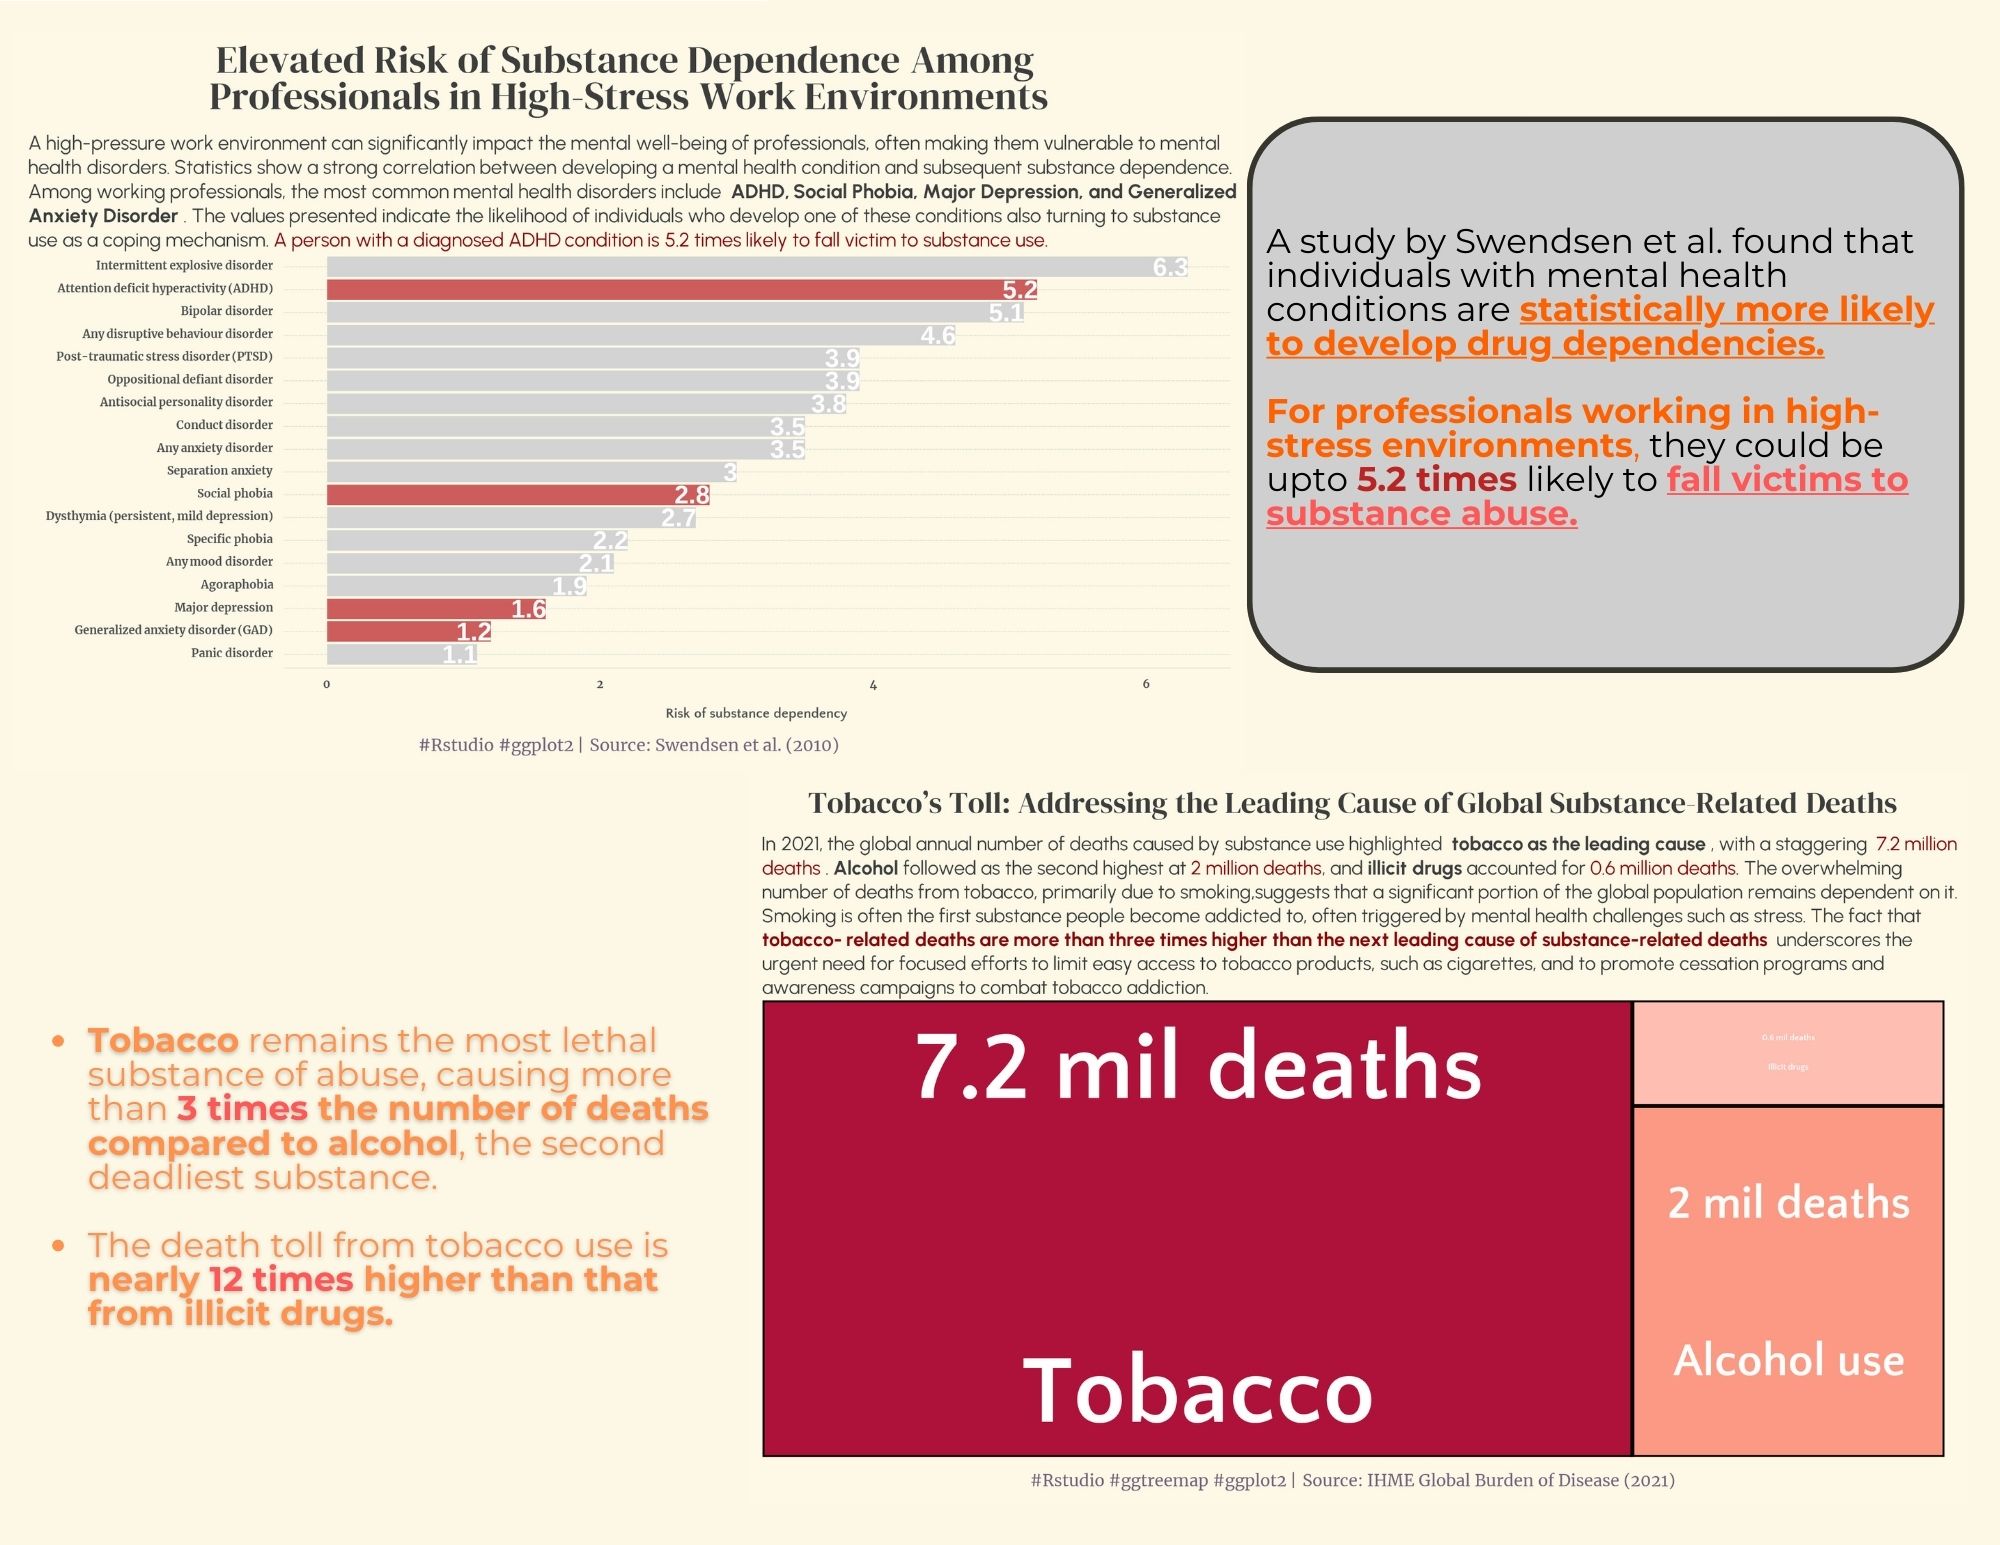 Elevated Risk of Substance Dependence Among
Professionals in High-Stress Work Environments
A high-pressure work environment can significantly impact the mental well-being of professionals, often making them vulnerable to mental
health disorders. Statistics show a strong correlation between developing a mental health condition and subsequent substance dependence.
Among working professionals, the most common mental health disorders include ADHD, Social Phobia, Major Depression, and Generalized
Anxiety Disorder . The values presented indicate the likelihood of individuals who develop one of these conditions also turning to substance
use as a coping mechanism. A person with a diagnosed ADHD condition is 5.2 times likely to fall victim to substance use.
Intermittent explosive disorder 6.3
Attention deficit hyperactivity (ADHD) 5.2
Bipolar disorder 5.1
Any disruptive behaviour disorder 4.6
Post-traumatic stress disorder (PTSD) 3.9
Oppositional defiant disorder 3.9
Antisocial personality disorder 3.8
Conduct disorder 3.5
Any anxiety disorder 3.5
Separation anxiety 3
Social phobia 2.8
Dysthymia (persistent, mild depression) 2.7
Specific phobia 2.2
Any mood disorder 2.1
Agoraphobia 1.9
Major depression 1.6
Generalized anxiety disorder (GAD) 1.2
Panic disorder 1.1
0 2 4 6
Risk of substance dependency
#Rstudio #ggplot2 | Source: Swendsen et al. (2010)
A study by Swendsen et al. found that
individuals with mental health
conditions are statistically more likely
to develop drug dependencies.
For professionals working in high-
stress environments, they could be
upto 5.2 times likely to fall victims to
substance abuse.
Tobacco's Toll: Addressing the Leading Cause of Global Substance-Related Deaths
In 2021, the global annual number of deaths caused by substance use highlighted tobacco as the leading cause , with a staggering 7.2 million
deaths . Alcohol followed as the second highest at 2 million deaths, and illicit drugs accounted for 0.6 million deaths. The overwhelming
number of deaths from tobacco, primarily due to smoking,suggests that a significant portion of the global population remains dependent on it.
Smoking is often the first substance people become addicted to, often triggered by mental health challenges such as stress. The fact that
tobacco- related deaths are more than three times higher than the next leading cause of substance-related deaths underscores the
urgent need for focused efforts to limit easy access to tobacco products, such as cigarettes, and to promote cessation programs and
awareness campaigns to combat tobacco addiction.
• Tobacco remains the most lethal
substance of abuse, causing more
than 3 times the number of deaths
compared to alcohol, the second
deadliest substance.
• The death toll from tobacco use is
nearly 12 times higher than that
from illicit drugs.
7.2 mil deaths
Tobacco
0.6 mil deaths
Illicit drugs
2 mil deaths
Alcohol use
#Rstudio #ggtreemap #ggplot2 | Source: IHME Global Burden of Disease (2021)